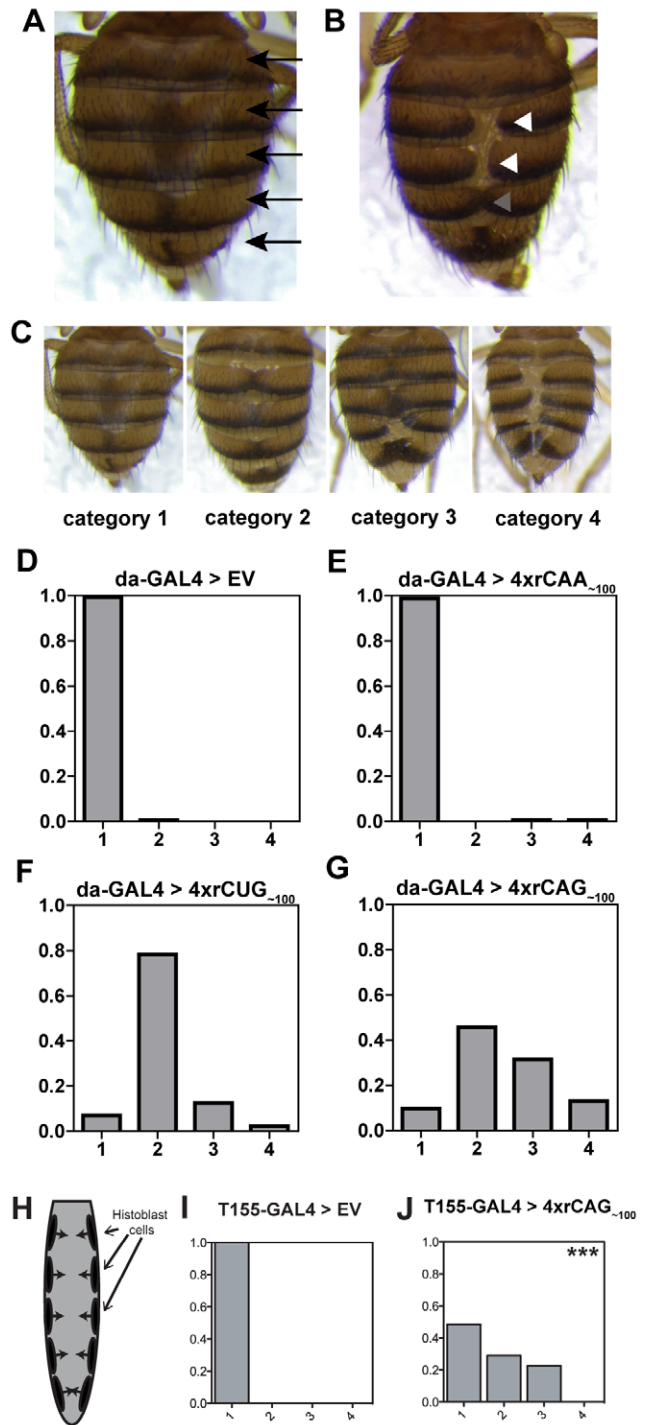 A
B
C
category 1
category 2
category 3
category 4
D
da-GAL4 > EV
1.0
0.8
0.6
0.4
0.2
0.0
1 2 3 4
E
da-GAL4 > 4xrCAA~100
1.0
0.8
0.6
0.4
0.2
0.0
1 2 3 4
F
da-GAL4 > 4xrCUG~100
1.0
0.8
0.6
0.4
0.2
0.0
1 2 3 4
G
da-GAL4 > 4xrCAG~100
1.0
0.8
0.6
0.4
0.2
0.0
1 2 3 4
H
Histoblast
cells
I
T155-GAL4 > EV
1.0
0.8
0.6
0.4
0.2
0.0
1 2 3 4
J
T155-GAL4 > 4xrCAG~100
***
1.0
0.8
0.6
0.4
0.2
0.0
1 2 3 4